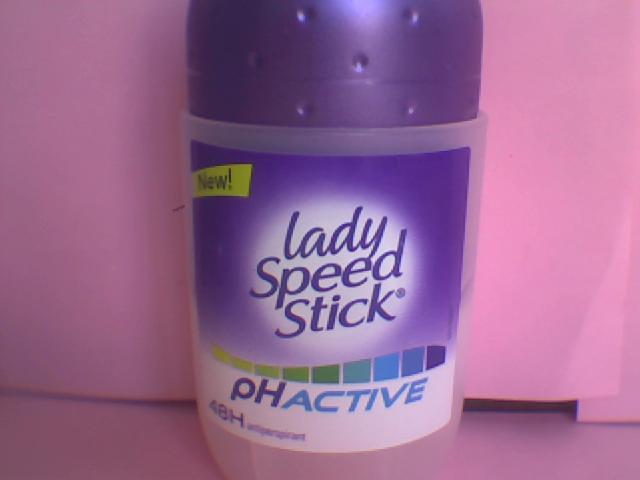 New!
lady
Speed
Stick®
pHACTIVE
48H antiperspirant